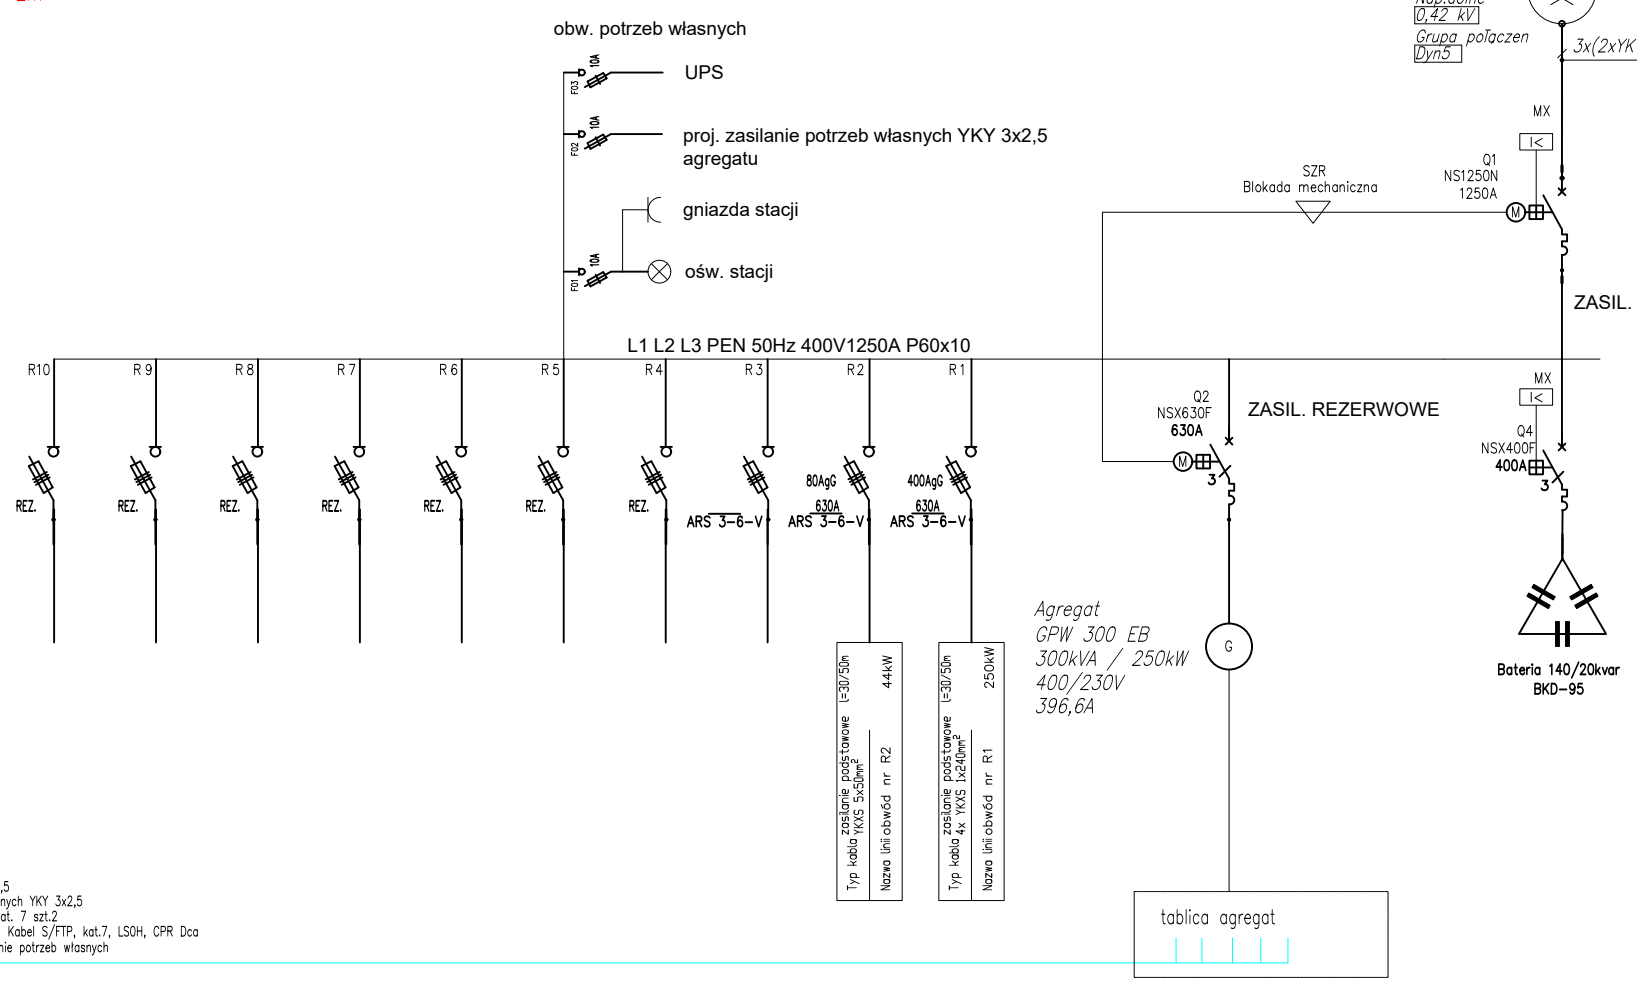 obw. potrzeb własnych
F03
10A
UPS
F02
10A
proj. zasilanie potrzeb własnych YKY 3x2,5
agregatu
gniazda stacji
F01
10A
ośw. stacji
0,42 kV
Grupa połączen
Dyn5
3x(2xYK
MX
I<
Q1
NS1250N
1250A
M
SZR
Blokada mechaniczna
ZASIL.
L1 L2 L3 PEN 50Hz 400V1250A P60x10
R10
R9
R8
R7
R6
R5
R4
R3
R2
R1
REZ.
REZ.
REZ.
REZ.
REZ.
REZ.
REZ.
ARS 3-6-V
80AgG
630A
ARS 3-6-V
400AgG
630A
ARS 3-6-V
Q2
NSX630F
630A
M
3
ZASIL. REZERWOWE
MX
I<
Q4
NSX400F
400A
3
Bateria 140/20kvar
BKD-95
Agregat
GPW 300 EB
300kVA / 250kW
400/230V
396,6A
G
zasilanie podstawowe l=30/50m
Typ kabla YKXS 5x50mm²
Nazwa linii obwód nr R2 44kW
zasilanie podstawowe l=30/50m
Typ kabla 4x YKXS 1x240mm²
Nazwa linii obwód nr R1 250kW
tablica agregat
,5
nych YKY 3x2,5
at. 7 szt.2
Kabel S/FTP, kat.7, LSOH, CPR Dca
nie potrzeb własnych